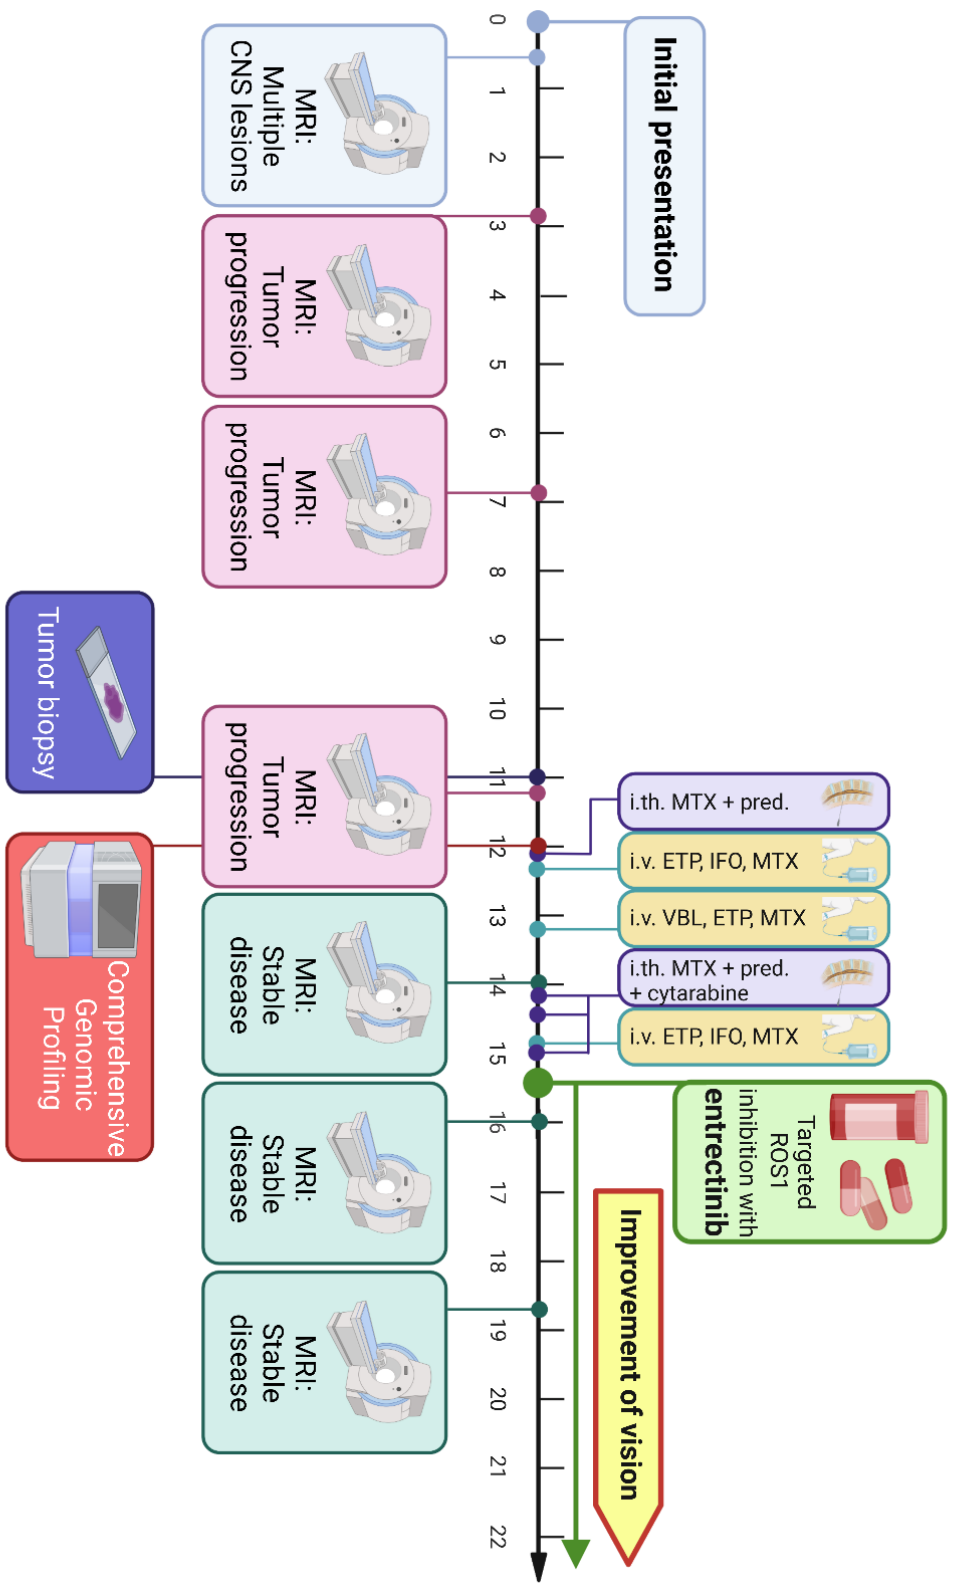 Initial presentation
i.th. MTX + pred.
i.v. ETP, IFO, MTX
i.v. VBL, ETP, MTX
i.th. MTX + pred.
+ cytarabine
i.v. ETP, IFO, MTX
Targeted
ROS1
inhibition with
entrectinib
Improvement of vision
0
1
2
3
4
5
6
7
8
9
10
11
12
13
14
15
16
17
18
19
20
21
22
MRI:
Multiple
CNS lesions
MRI:
Tumor
progression
MRI:
Tumor
progression
MRI:
Tumor
progression
MRI:
Stable
disease
MRI:
Stable
disease
MRI:
Stable
disease
Tumor biopsy
Comprehensive
Genomic
Profiling